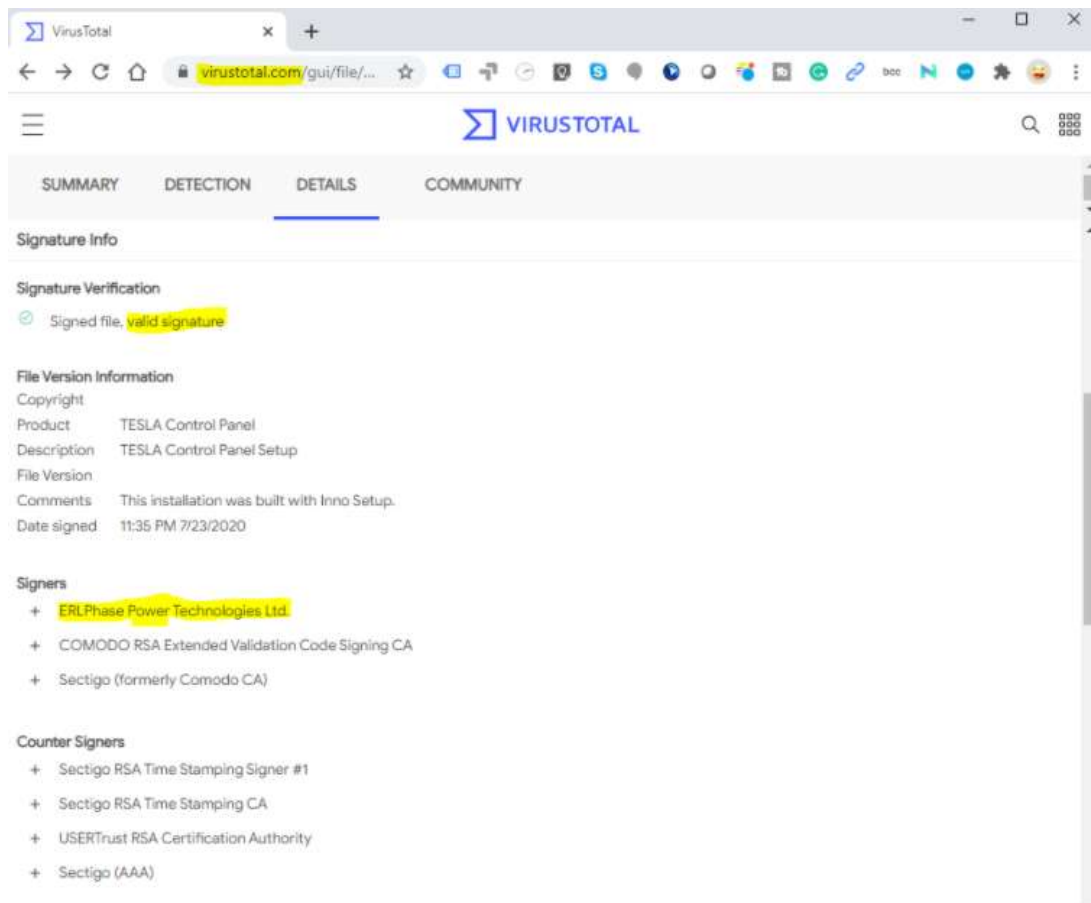 VirusTotal
virustotal.com/gui/file/...
bcc
VIRUSTOTAL
SUMMARY DETECTION DETAILS COMMUNITY
Signature Info
Signature Verification
Signed file, valid signature
File Version Information
Copyright
Product TESLA Control Panel
Description TESLA Control Panel Setup
File Version
Comments This installation was built with Inno Setup.
Date signed 11:35 PM 7/23/2020
Signers
+ ERLPhase Power Technologies Ltd.
+ COMODO RSA Extended Validation Code Signing CA
+ Sectigo (formerly Comodo CA)
Counter Signers
+ Sectigo RSA Time Stamping Signer #1
+ Sectigo RSA Time Stamping CA
+ USERTrust RSA Certification Authority
+ Sectigo (AAA)